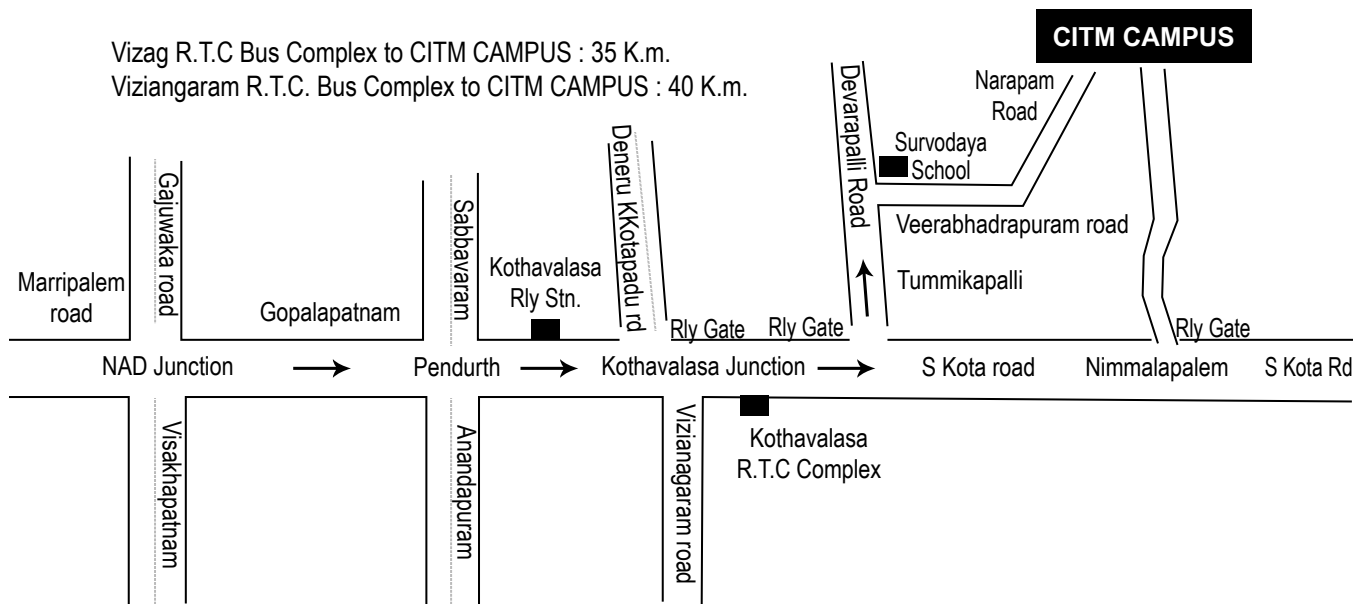 Vizag R.T.C Bus Complex to CITM CAMPUS : 35 K.m.
Viziangaram R.T.C. Bus Complex to CITM CAMPUS : 40 K.m.
CITM CAMPUS
Narapam
Road
Devarapalli Road
Survodaya
School
Veerabhadrapuram road
Tummikapalli
Deneru KKotapadu rd
Gajuwaka road
Sabbavaram
Kothavalasa
Rly Stn.
Marripalem
road
Gopalapatnam
Rly Gate
Rly Gate
Rly Gate
NAD Junction
Pendurth
Kothavalasa Junction
S Kota road
Nimmalapalem
S Kota Rd
Visakhapatnam
Anandapuram
Vizianagaram road
Kothavalasa
R.T.C Complex